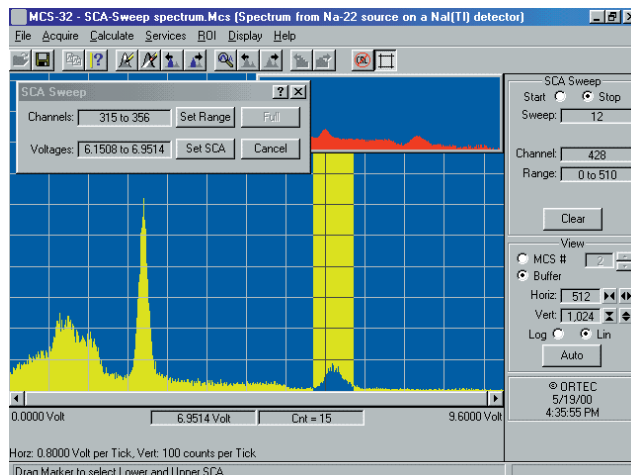 MCS-32 - SCA-Sweep spectrum.Mcs (Spectrum from Na-22 source on a NaI(Tl) detector)
File Acquire Calculate Services ROI Display Help
SCA Sweep
Channels: 315 to 356 Set Range Full
Voltages: 6.1508 to 6.9514 Set SCA Cancel
SCA Sweep
Start Stop
Sweep: 12
Channel: 428
Range: 0 to 510
Clear
View
MCS # 2
Buffer
Horiz: 512
Vert: 1,024
Log Lin
Auto
© ORTEC
5/19/00
4:35:55 PM
0.0000 Volt 6.9514 Volt Cnt = 15 9.6000 Volt
Horz: 0.8000 Volt per Tick, Vert: 100 counts per Tick
Drag Marker to select Lower and Upper SCA